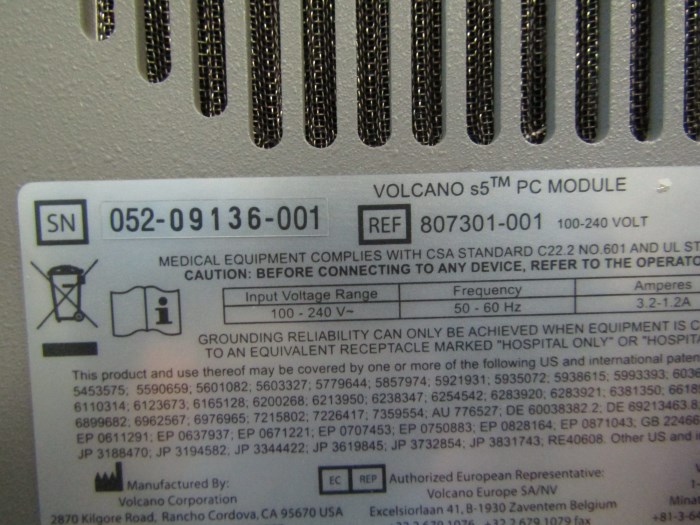 VOLCANO s5™ PC MODULE
SN 052-09136-001 REF 807301-001 100-240 VOLT
MEDICAL EQUIPMENT COMPLIES WITH CSA STANDARD C22.2 NO.601 AND UL ST
CAUTION: BEFORE CONNECTING TO ANY DEVICE, REFER TO THE OPERATO
Input Voltage Range Frequency Amperes
100 - 240 V~ 50 - 60 Hz 3.2-1.2A
GROUNDING RELIABILITY CAN ONLY BE ACHIEVED WHEN EQUIPMENT IS C
TO AN EQUIVALENT RECEPTACLE MARKED "HOSPITAL ONLY" OR "HOSPITA
This product and use thereof may be covered by one or more of the following US and international paten
5453575; 5590659; 5601082; 5603327; 5779644; 5857974; 5921931; 5935072; 5938615; 5993393; 6036
6110314; 6123673; 6165128; 6200268; 6213950; 6238347; 6254542; 6283920; 6283921; 6381350; 6618
6899682; 6962567; 6976965; 7215802; 7226417; 7359554; AU 776527; DE 60038382.2; DE 69213463.8
EP 0611291; EP 0637937; EP 0671221; EP 0707453; EP 0750883; EP 0828164; EP 0871043; GB 22466
JP 3188470; JP 3194582; JP 3444422; JP 3619845; JP 3732854; JP 3831743; RE40608. Other US and i
Manufactured By: EC REP Authorized European Representative:
Volcano Corporation Volcano Europe SA/NV
2870 Kilgore Road, Rancho Cordova, CA 95670 USA Excelsiorlaan 41, B-1930 Zaventem Belgium